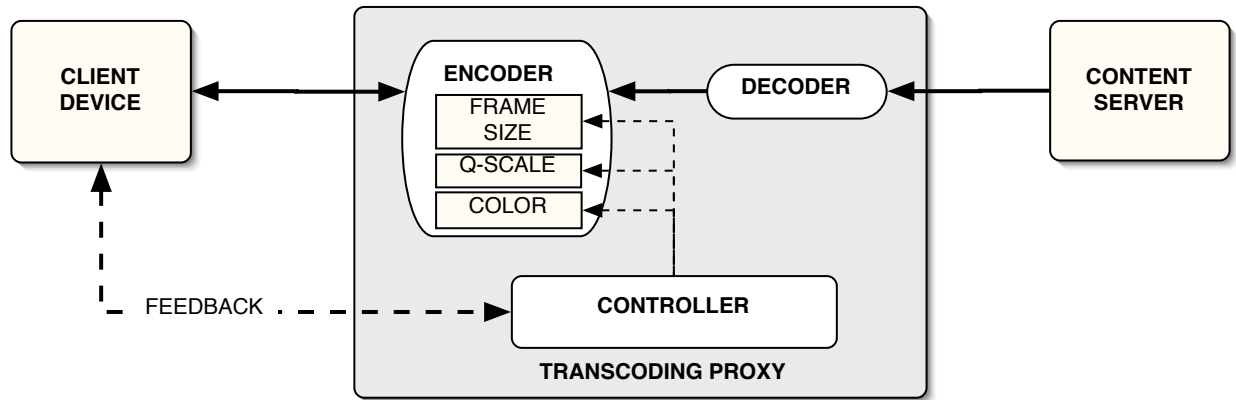 CLIENT
DEVICE
ENCODER
FRAME
SIZE
Q-SCALE
COLOR
DECODER
CONTENT
SERVER
FEEDBACK
CONTROLLER
TRANSCODING PROXY